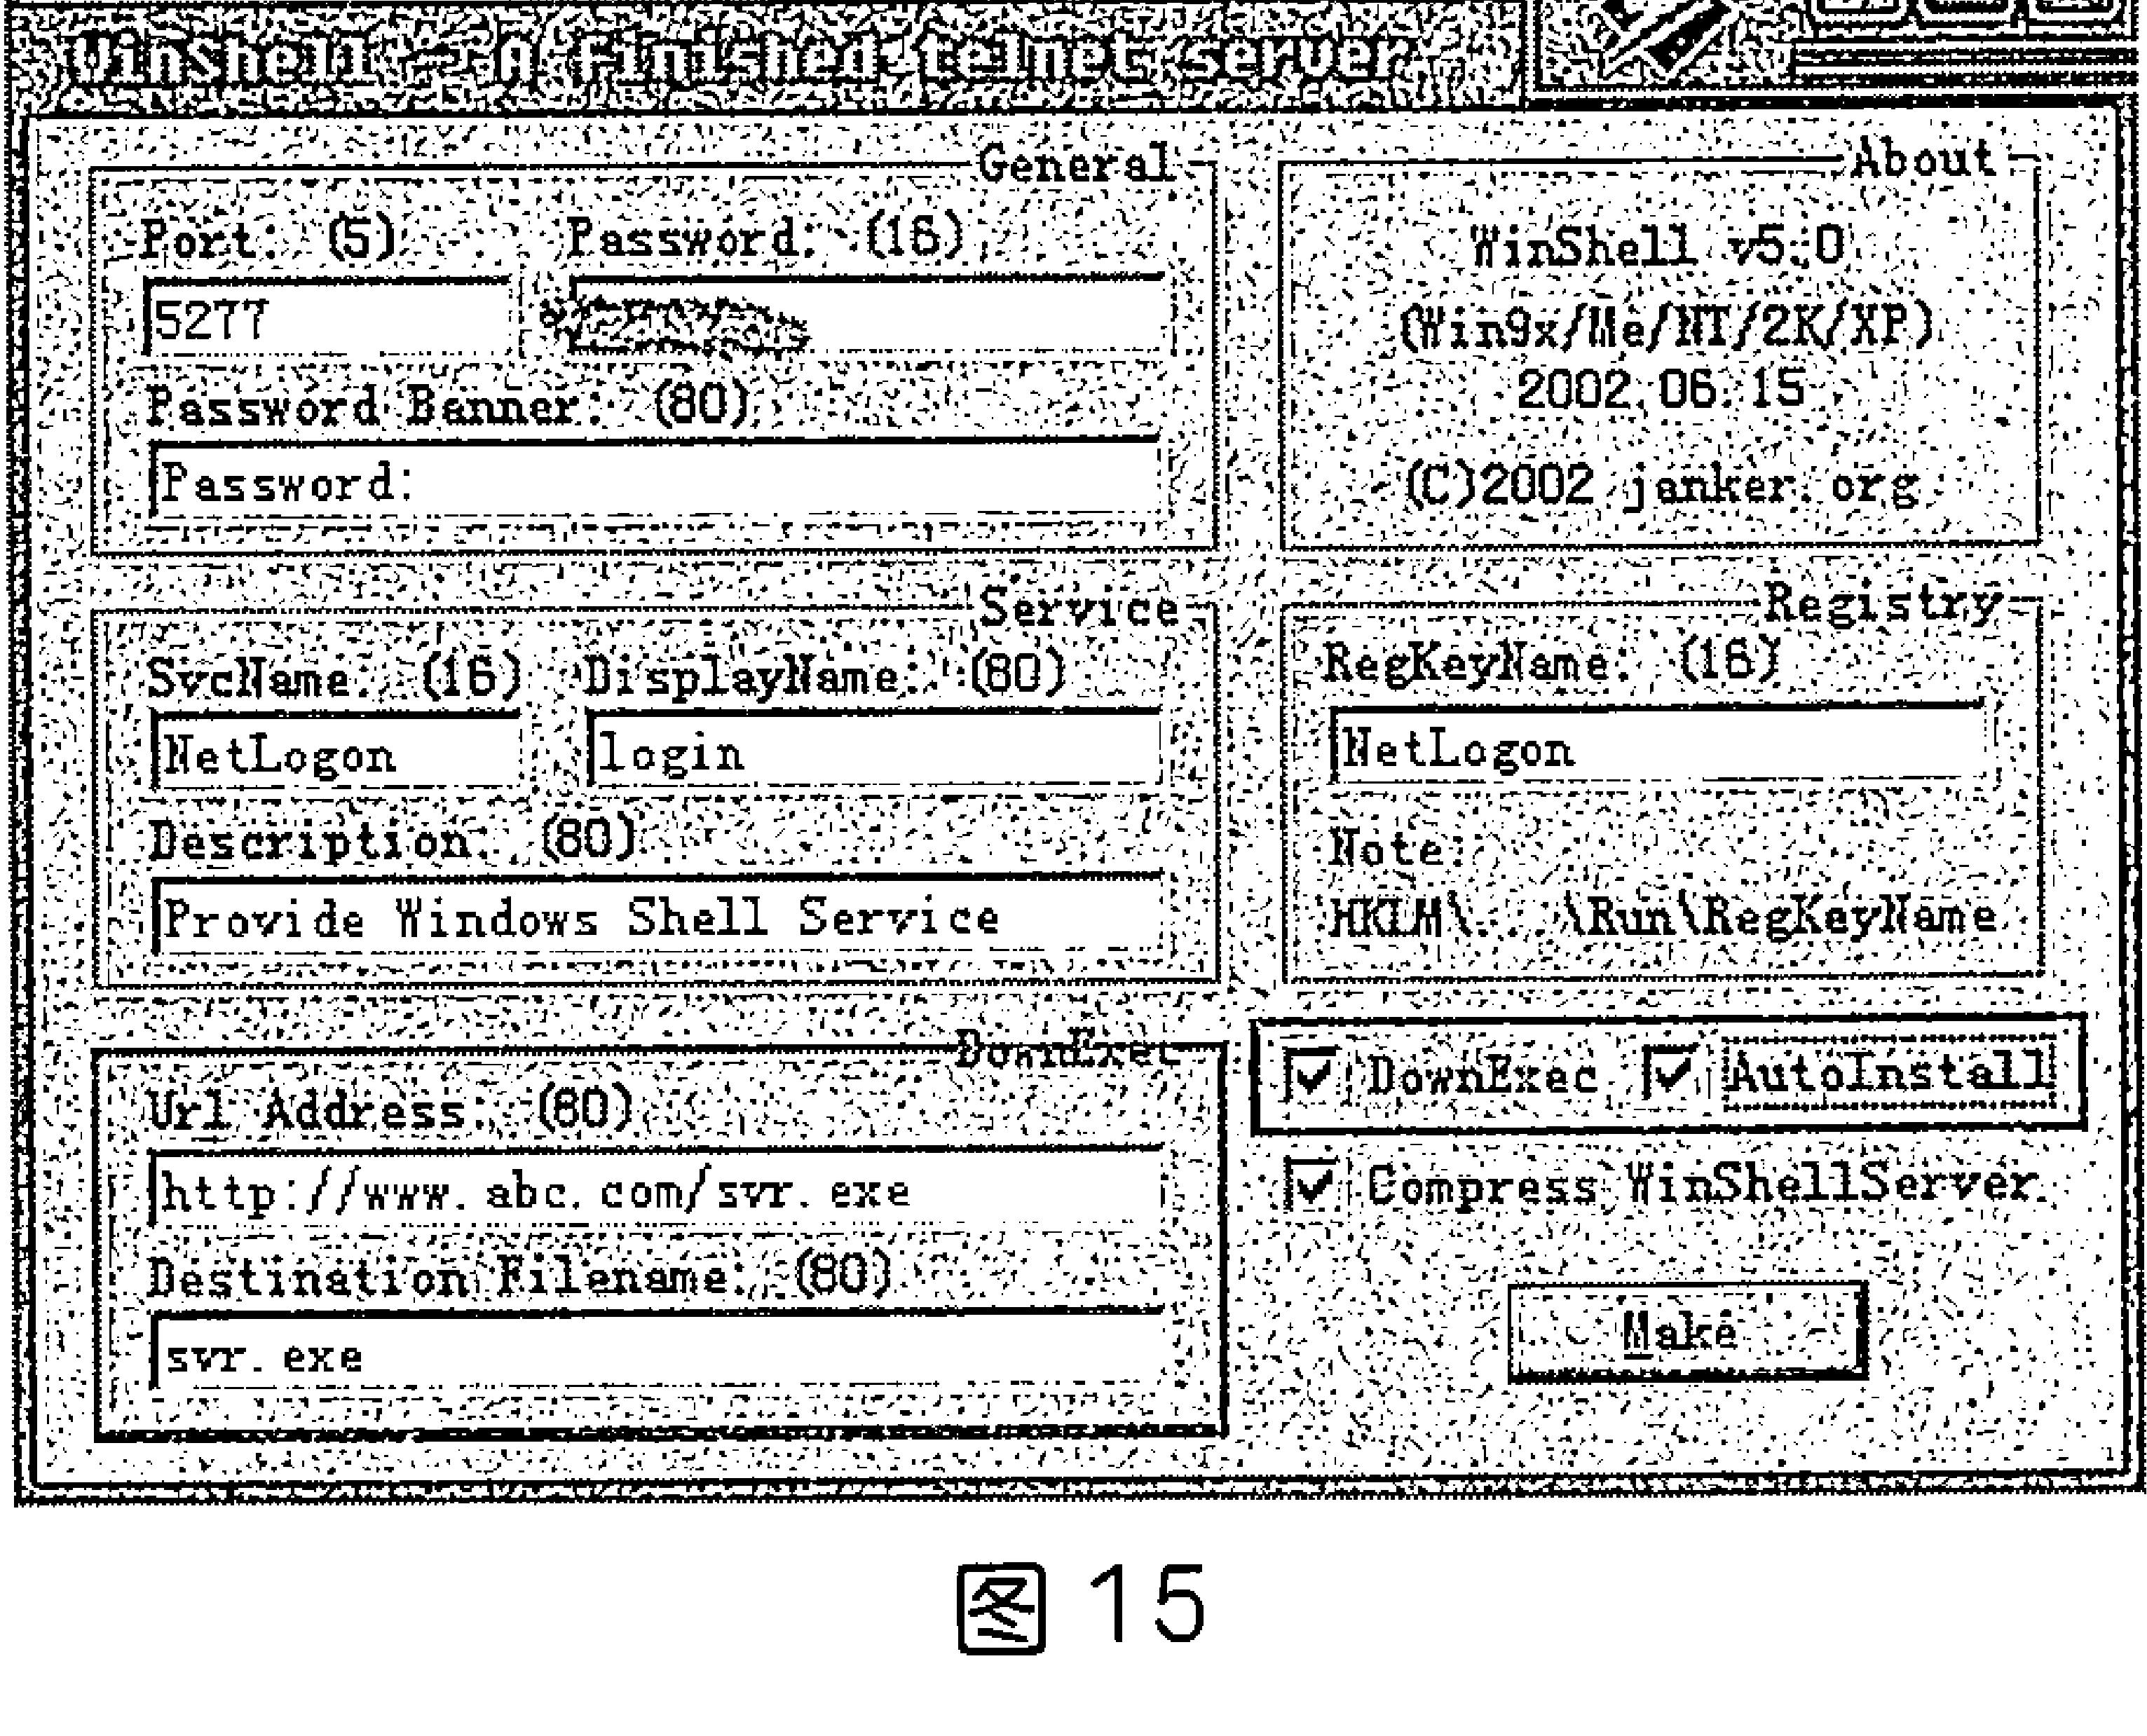 WinShell - A finished telnet server
General
Port: (5) Password: (16)
5277
Password Banner: (80)
Password:
About
WinShell v5.0
(Win9x/Me/NT/2K/XP)
2002.06.15
(C)2002 janker.org
Service
SvcName: (16) DisplayName: (80)
NetLogon login
Description: (80)
Provide Windows Shell Service
Registry
RegKeyName: (16)
NetLogon
Note:
HKLM\...\Run\RegKeyName
DownExec
Url Address: (80)
http://www.abc.com/svr.exe
Destination Filename: (80)
svr.exe
DownExec AutoInstall
Compress WinShellServer
Make
图 15